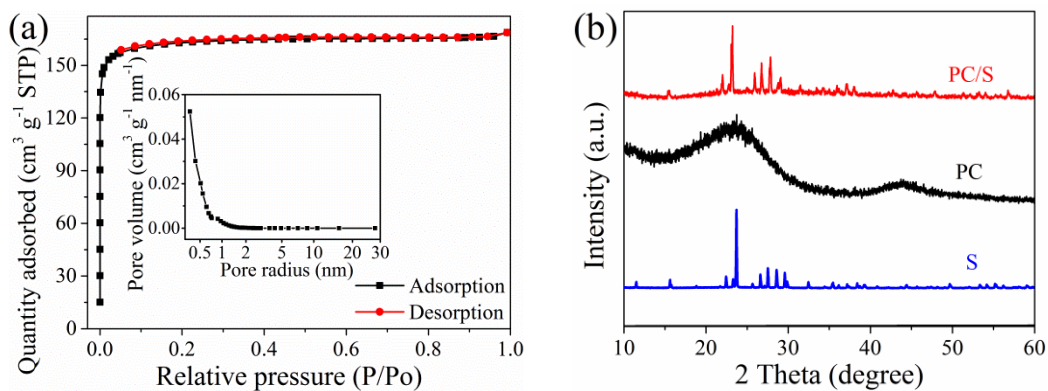 (a)
Quantity adsorbed (cm³ g⁻¹ STP)
150
120
90
60
30
0
0.0 0.2 0.4 0.6 0.8 1.0
Relative pressure (P/Po)
Pore volume (cm³ g⁻¹ nm⁻¹)
0.06
0.04
0.02
0.00
0.5 1 2 5 10 20 30
Pore radius (nm)
Adsorption
Desorption
(b)
Intensity (a.u.)
PC/S
PC
S
10 20 30 40 50 60
2 Theta (degree)